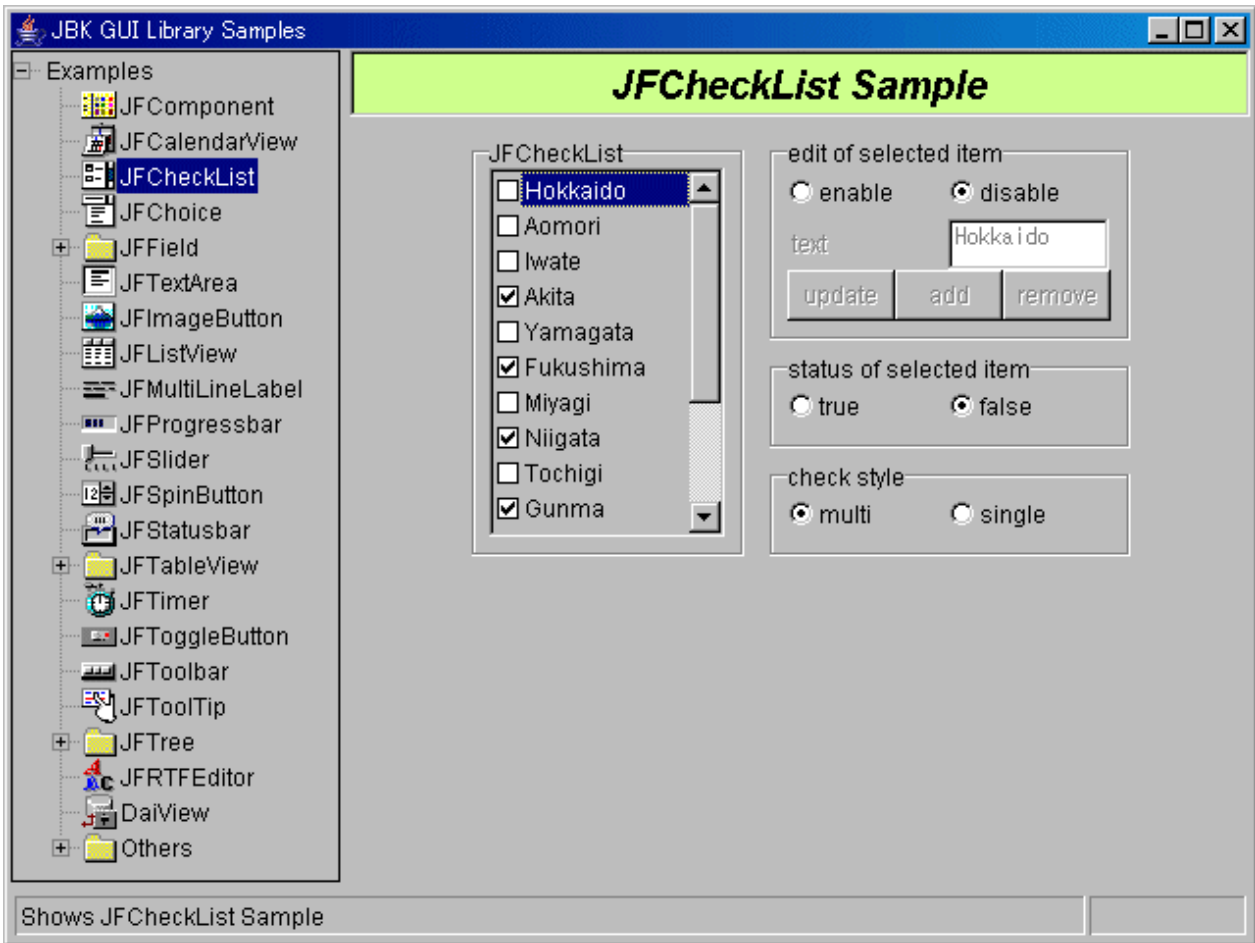 JBK GUI Library Samples
Examples
JFComponent
JFCalendarView
JFCheckList
JFChoice
JFField
JFTextArea
JFImageButton
JFListView
JFMultiLineLabel
JFProgressbar
JFSlider
JFSpinButton
JFStatusbar
JFTableView
JFTimer
JFToggleButton
JFToolbar
JFToolTip
JFTree
JFRTFEditor
DaiView
Others
JFCheckList Sample
JFCheckList
Hokkaido
Aomori
Iwate
Akita
Yamagata
Fukushima
Miyagi
Niigata
Tochigi
Gunma
edit of selected item
enable disable
text Hokkaido
update add remove
status of selected item
true false
check style
multi single
Shows JFCheckList Sample